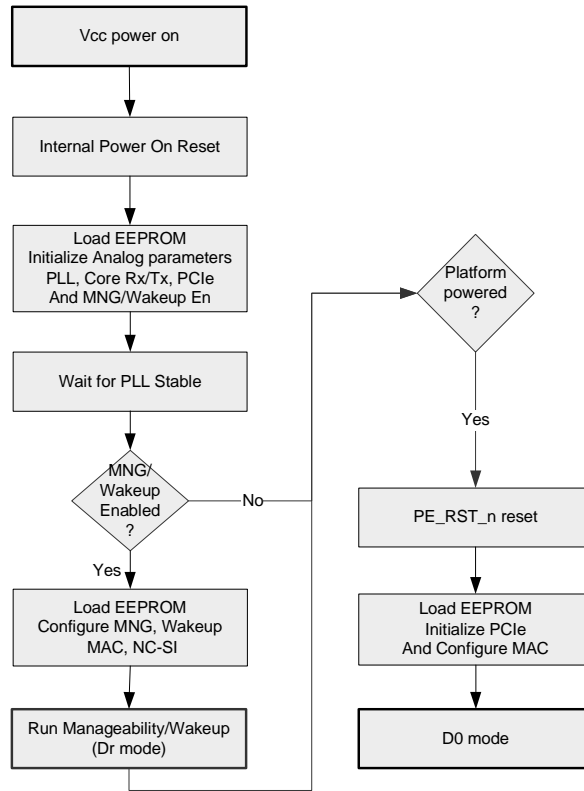 Vcc power on
Internal Power On Reset
Load EEPROM
Initialize Analog parameters
PLL, Core Rx/Tx, PCIe
And MNG/Wakeup En
Wait for PLL Stable
MNG/
Wakeup
Enabled
?
No
Yes
Load EEPROM
Configure MNG, Wakeup
MAC, NC-SI
Run Manageability/Wakeup
(Dr mode)
Platform
powered
?
Yes
PE_RST_n reset
Load EEPROM
Initialize PCIe
And Configure MAC
D0 mode